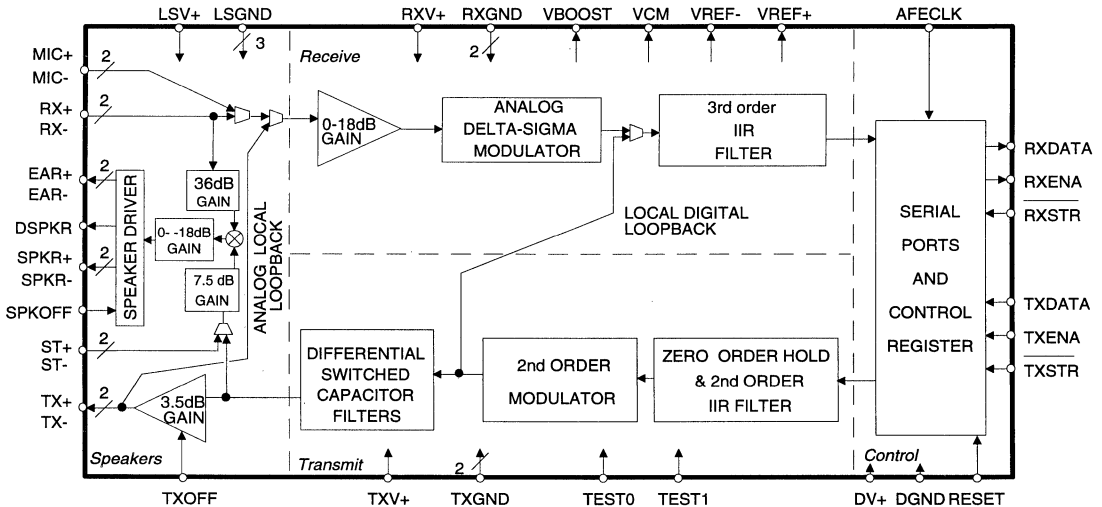 LSV+ LSGND RXV+ RXGND VBOOST VCM VREF- VREF+ AFECLK
3
2
Receive
MIC+
MIC-
2
RX+
RX-
2
0-18dB
GAIN
ANALOG
DELTA-SIGMA
MODULATOR
3rd order
IIR
FILTER
EAR+
EAR-
2
DSPKR
SPKR+
SPKR-
2
SPKOFF
ST+
ST-
2
TX+
TX-
2
SPEAKER DRIVER
36dB
GAIN
0- -18dB
GAIN
7.5 dB
GAIN
ANALOG LOCAL
LOOPBACK
LOCAL DIGITAL
LOOPBACK
SERIAL
PORTS
AND
CONTROL
REGISTER
RXDATA
RXENA
RXSTR
TXDATA
TXENA
TXSTR
3.5dB
GAIN
DIFFERENTIAL
SWITCHED
CAPACITOR
FILTERS
2nd ORDER
MODULATOR
ZERO ORDER HOLD
& 2nd ORDER
IIR FILTER
Speakers
Transmit
2
Control
TXOFF TXV+ TXGND TEST0 TEST1 DV+ DGND RESET